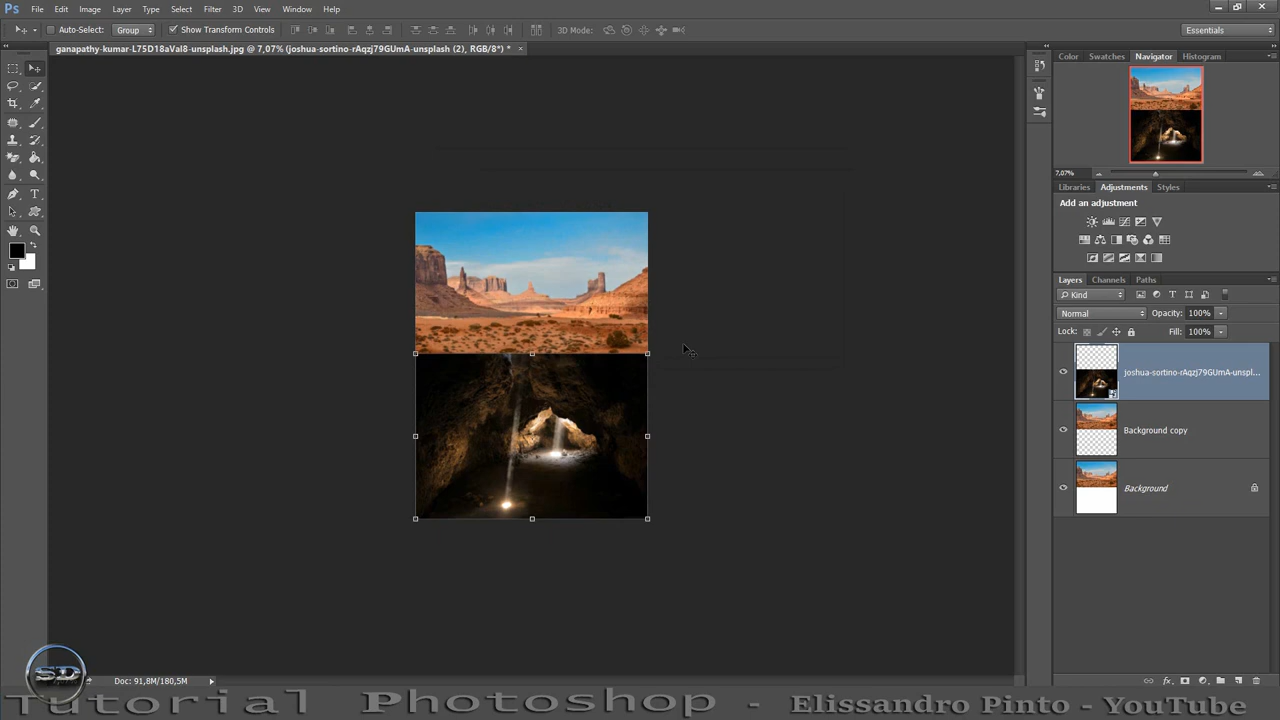 Ps File Edit Image Layer Type Select Filter 3D View Window Help
Auto-Select: Group Show Transform Controls 3D Mode: Essentials
ganapathy-kumar-L75D18aVaI8-unsplash.jpg @ 7,07% (joshua-sortino-rAqzj79GUmA-unsplash (2), RGB/8*) * ×
Color Swatches Navigator Histogram
7,07%
Libraries Adjustments Styles
Add an adjustment
Layers Channels Paths
Kind
Normal Opacity: 100%
Lock: Fill: 100%
joshua-sortino-rAqzj79GUmA-unspl...
Background copy
Background
SD
Doc: 91,8M/180,5M
Tutorial Photoshop - Elissandro Pinto - YouTube